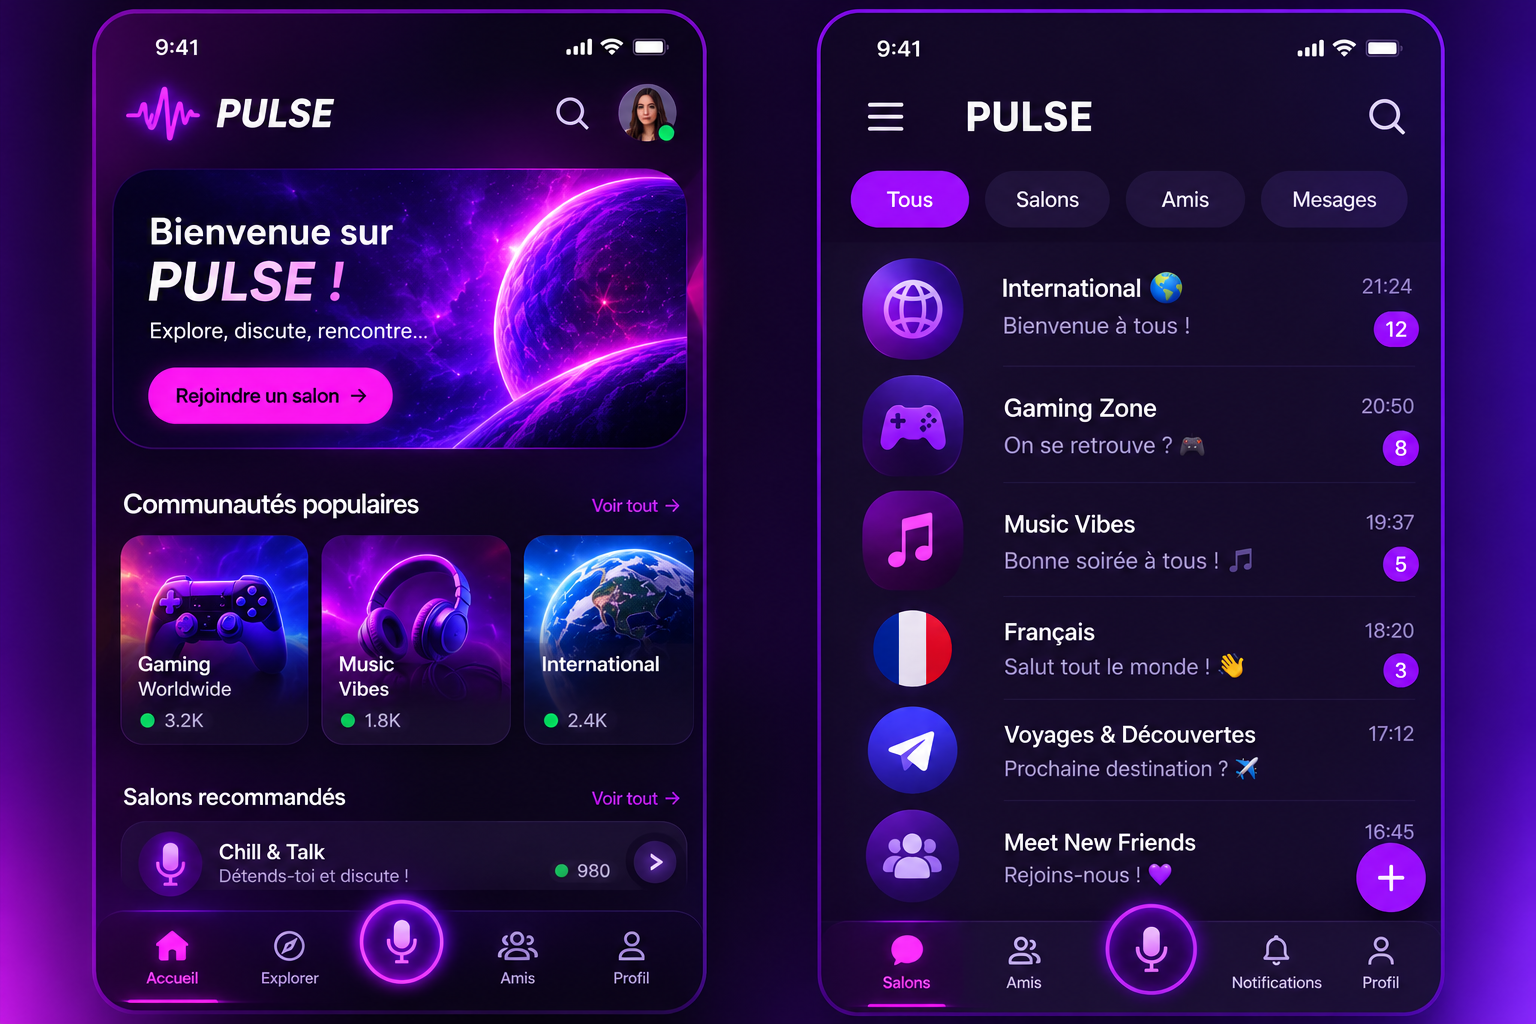 9:41
PULSE
Bienvenue sur
PULSE !
Explore, discute, rencontre...
Rejoindre un salon →
Communautés populaires
Voir tout →
Gaming
Worldwide
3.2K
Music
Vibes
1.8K
International
2.4K
Salons recommandés
Voir tout →
Chill & Talk
Détends-toi et discute !
980
Accueil
Explorer
Amis
Profil
9:41
PULSE
Tous
Salons
Amis
Mesages
International 🌎
21:24
Bienvenue à tous !
12
Gaming Zone
20:50
On se retrouve ? 🎮
8
Music Vibes
19:37
Bonne soirée à tous ! 🎵
5
Français
18:20
Salut tout le monde ! 👋
3
Voyages & Découvertes
17:12
Prochaine destination ? ✈️
Meet New Friends
16:45
Rejoins-nous ! 💜
Salons
Amis
Notifications
Profil